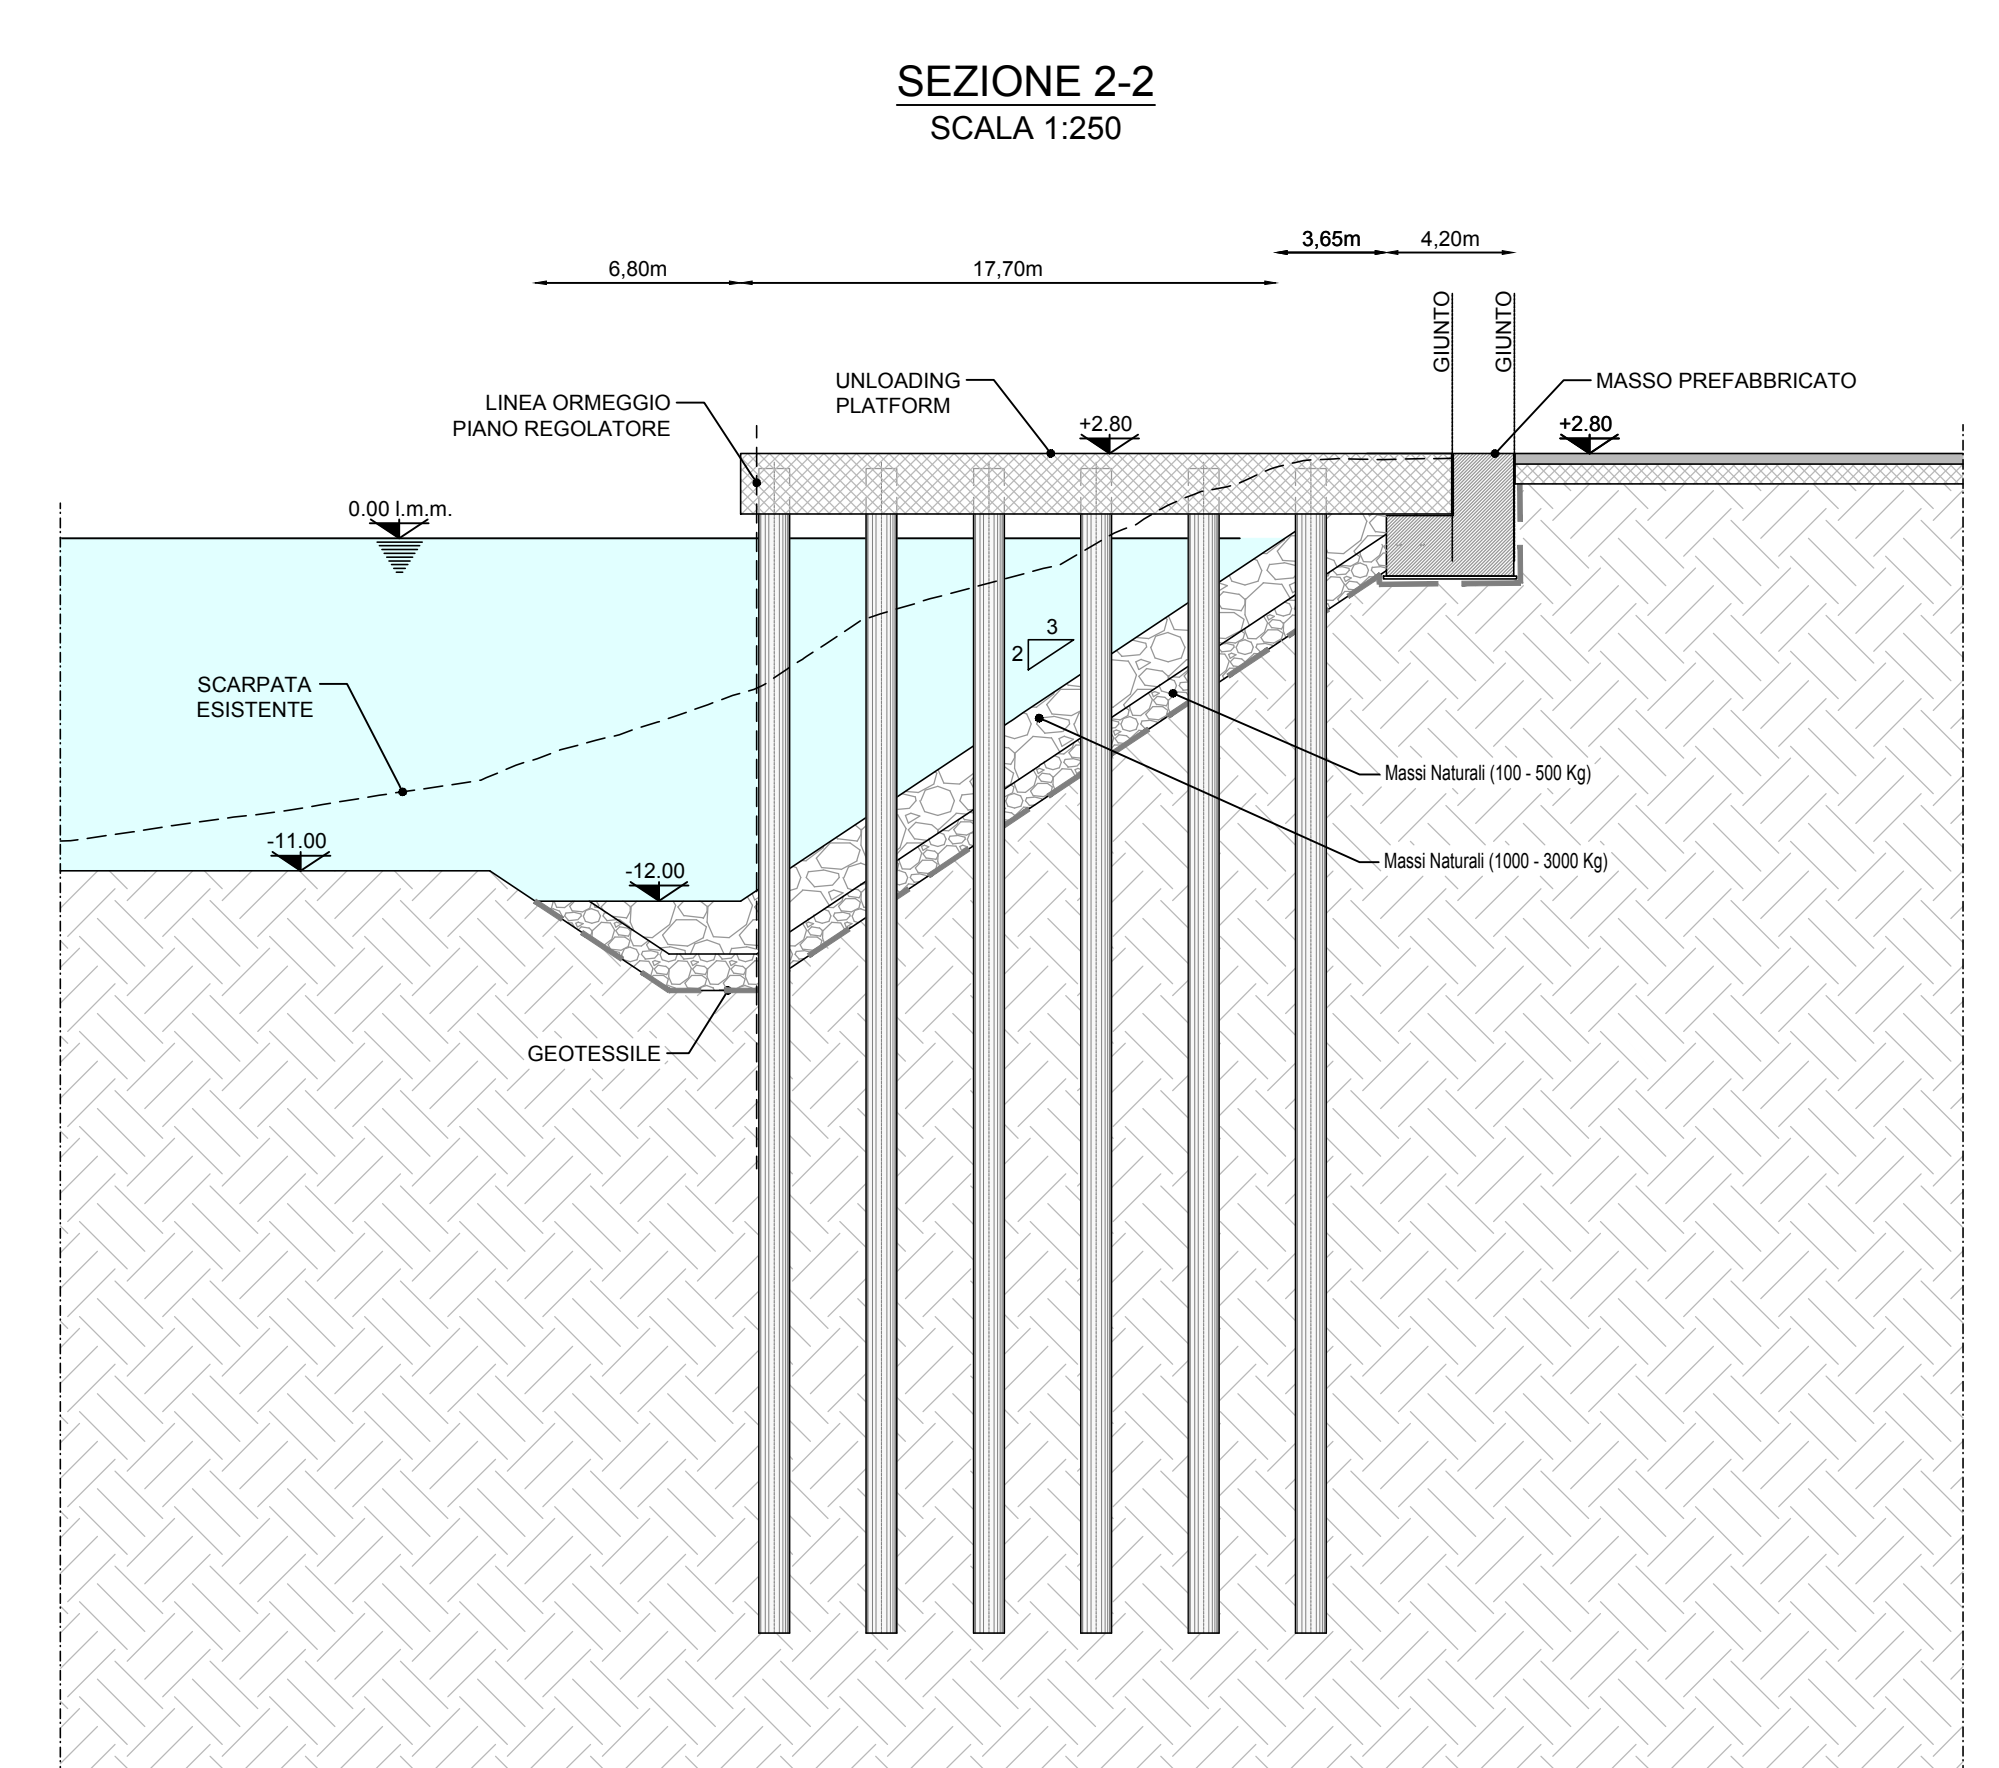 SEZIONE 2-2
SCALA 1:250
3,65m
4,20m
6,80m
17,70m
GIUNTO
GIUNTO
UNLOADING
PLATFORM
MASSO PREFABBRICATO
LINEA ORMEGGIO
PIANO REGOLATORE
+2.80
+2.80
0.00 l.m.m.
3
2
SCARPATA
ESISTENTE
Massi Naturali (100 - 500 Kg)
-11.00
Massi Naturali (1000 - 3000 Kg)
-12.00
GEOTESSILE